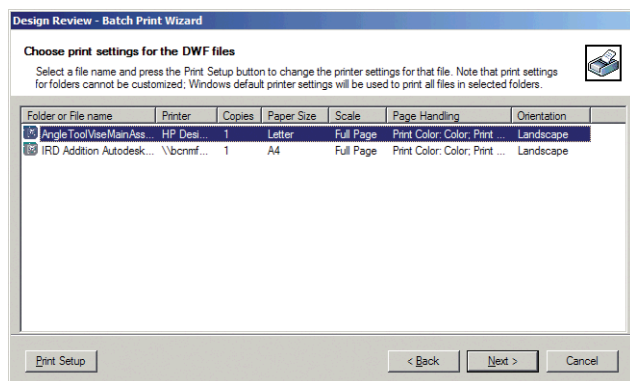 Design Review - Batch Print Wizard
Choose print settings for the DWF files
Select a file name and press the Print Setup button to change the printer settings for that file. Note that print settings
for folders cannot be customized; Windows default printer settings will be used to print all files in selected folders.
Folder or File name Printer Copies Paper Size Scale Page Handling Orientation
AngleToolViseMainAss... HP Desi... 1 Letter Full Page Print Color: Color; Print ... Landscape
IRD Addition Autodesk... \\bcnmf... 1 A4 Full Page Print Color: Color; Print ... Landscape
Print Setup < Back Next > Cancel